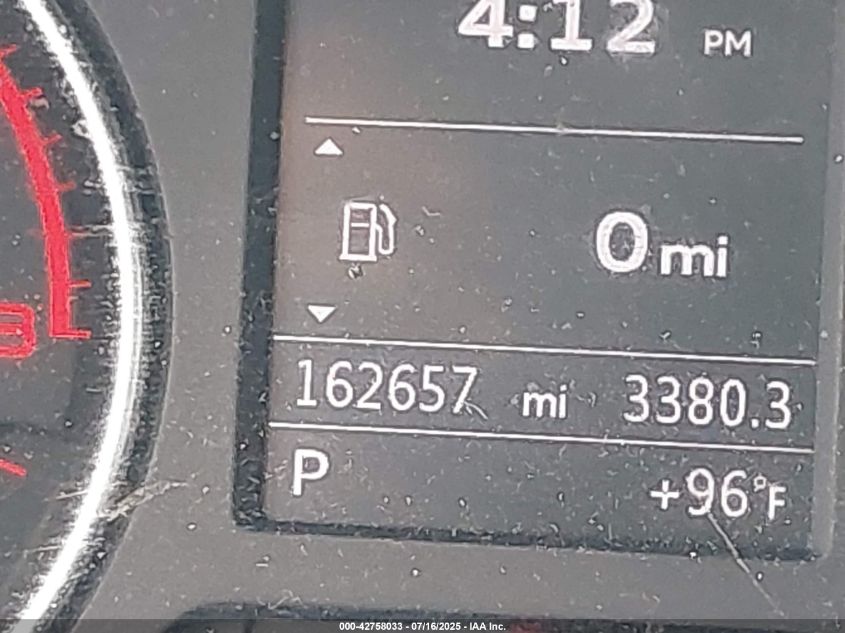 4:12 PM
0 mi
162657 mi 3380.3
P +96°F
000-42758033 - 07/16/2025 - IAA Inc.